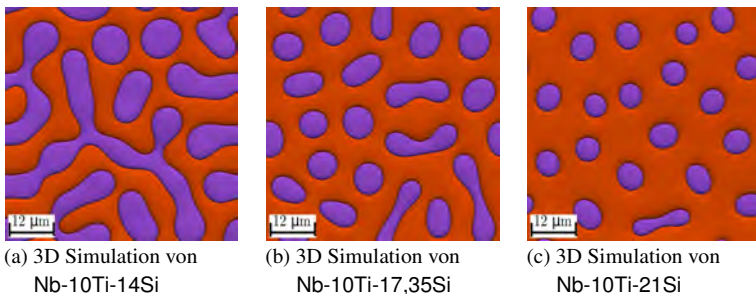 12 µm
12 µm
12 µm
(a) 3D Simulation von
Nb-10Ti-14Si
(b) 3D Simulation von
Nb-10Ti-17,35Si
(c) 3D Simulation von
Nb-10Ti-21Si